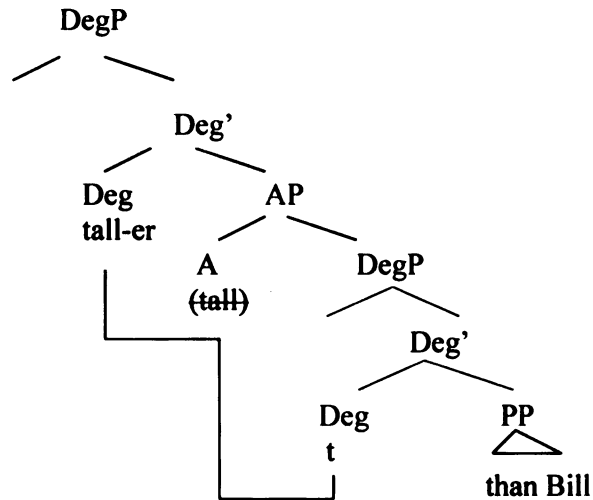 DegP
Deg’
Deg AP
tall-er
A DegP
(tall)
Deg’
Deg PP
t
than Bill